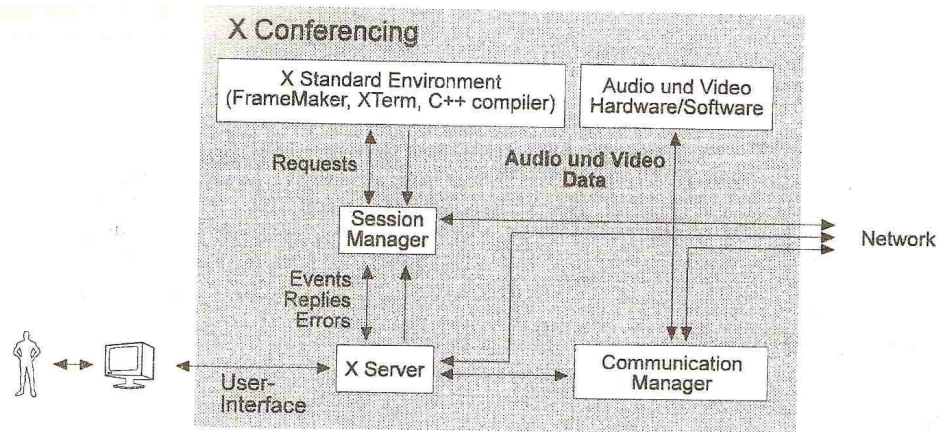 X Conferencing
X Standard Environment
(FrameMaker, XTerm, C++ compiler)
Audio und Video
Hardware/Software
Requests
Audio und Video
Data
Session
Manager
Network
Events
Replies
Errors
X Server
Communication
Manager
User-
Interface